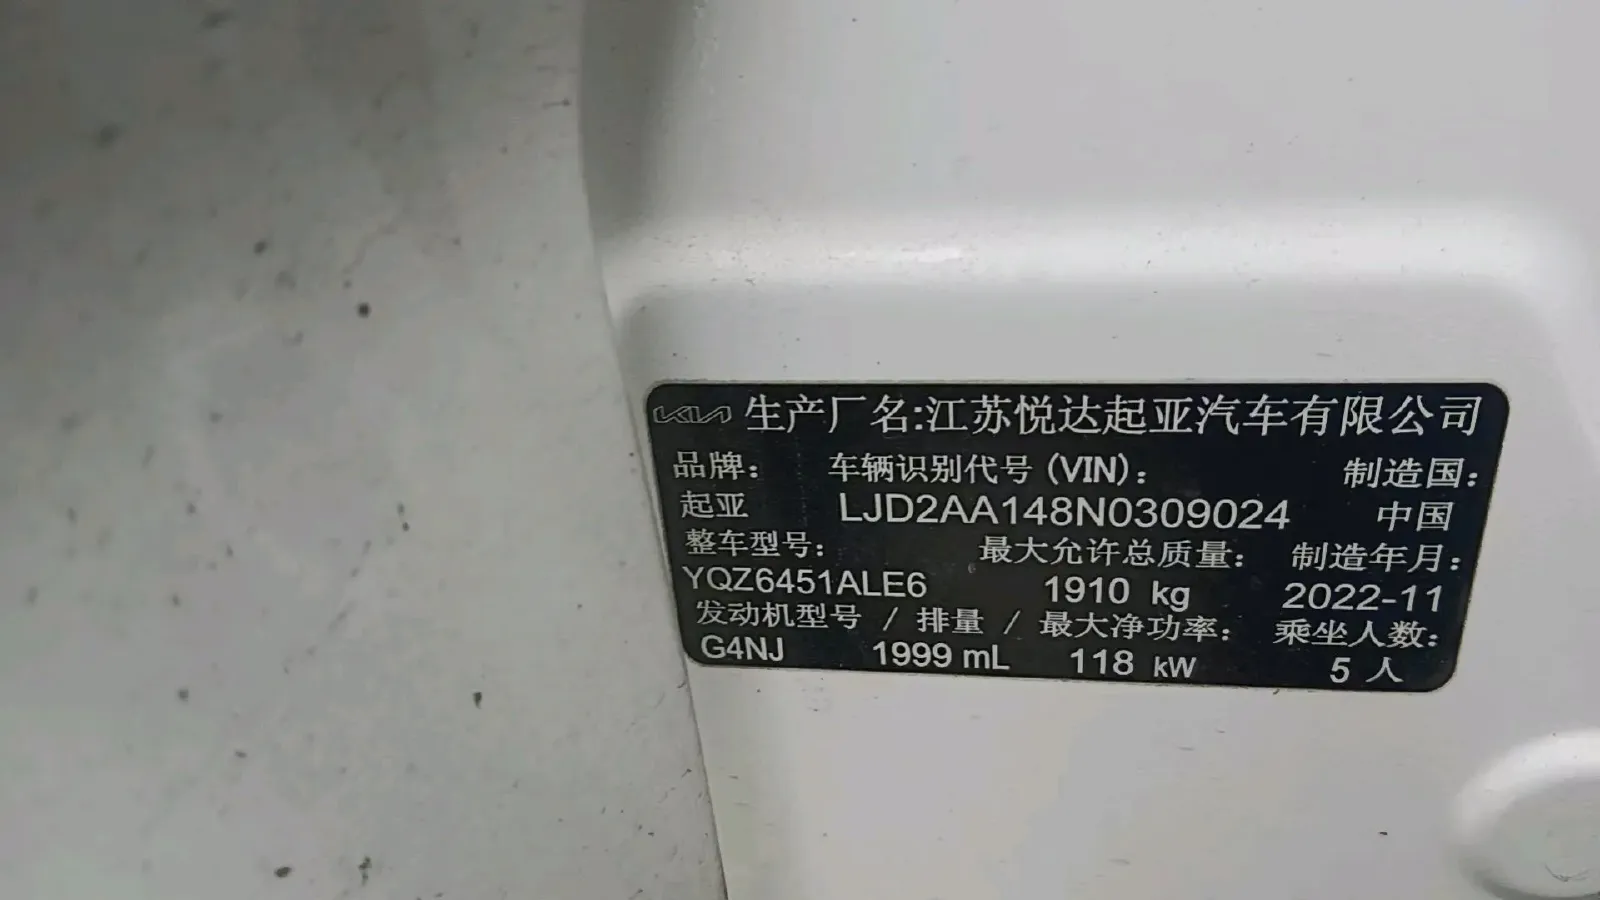 KIA 生产厂名:江苏悦达起亚汽车有限公司
品牌: 车辆识别代号(VIN): 制造国:
起亚 LJD2AA148N0309024 中国
整车型号: 最大允许总质量: 制造年月:
YQZ6451ALE6 1910 kg 2022-11
发动机型号 / 排量 / 最大净功率: 乘坐人数:
G4NJ 1999 mL 118 kW 5 人